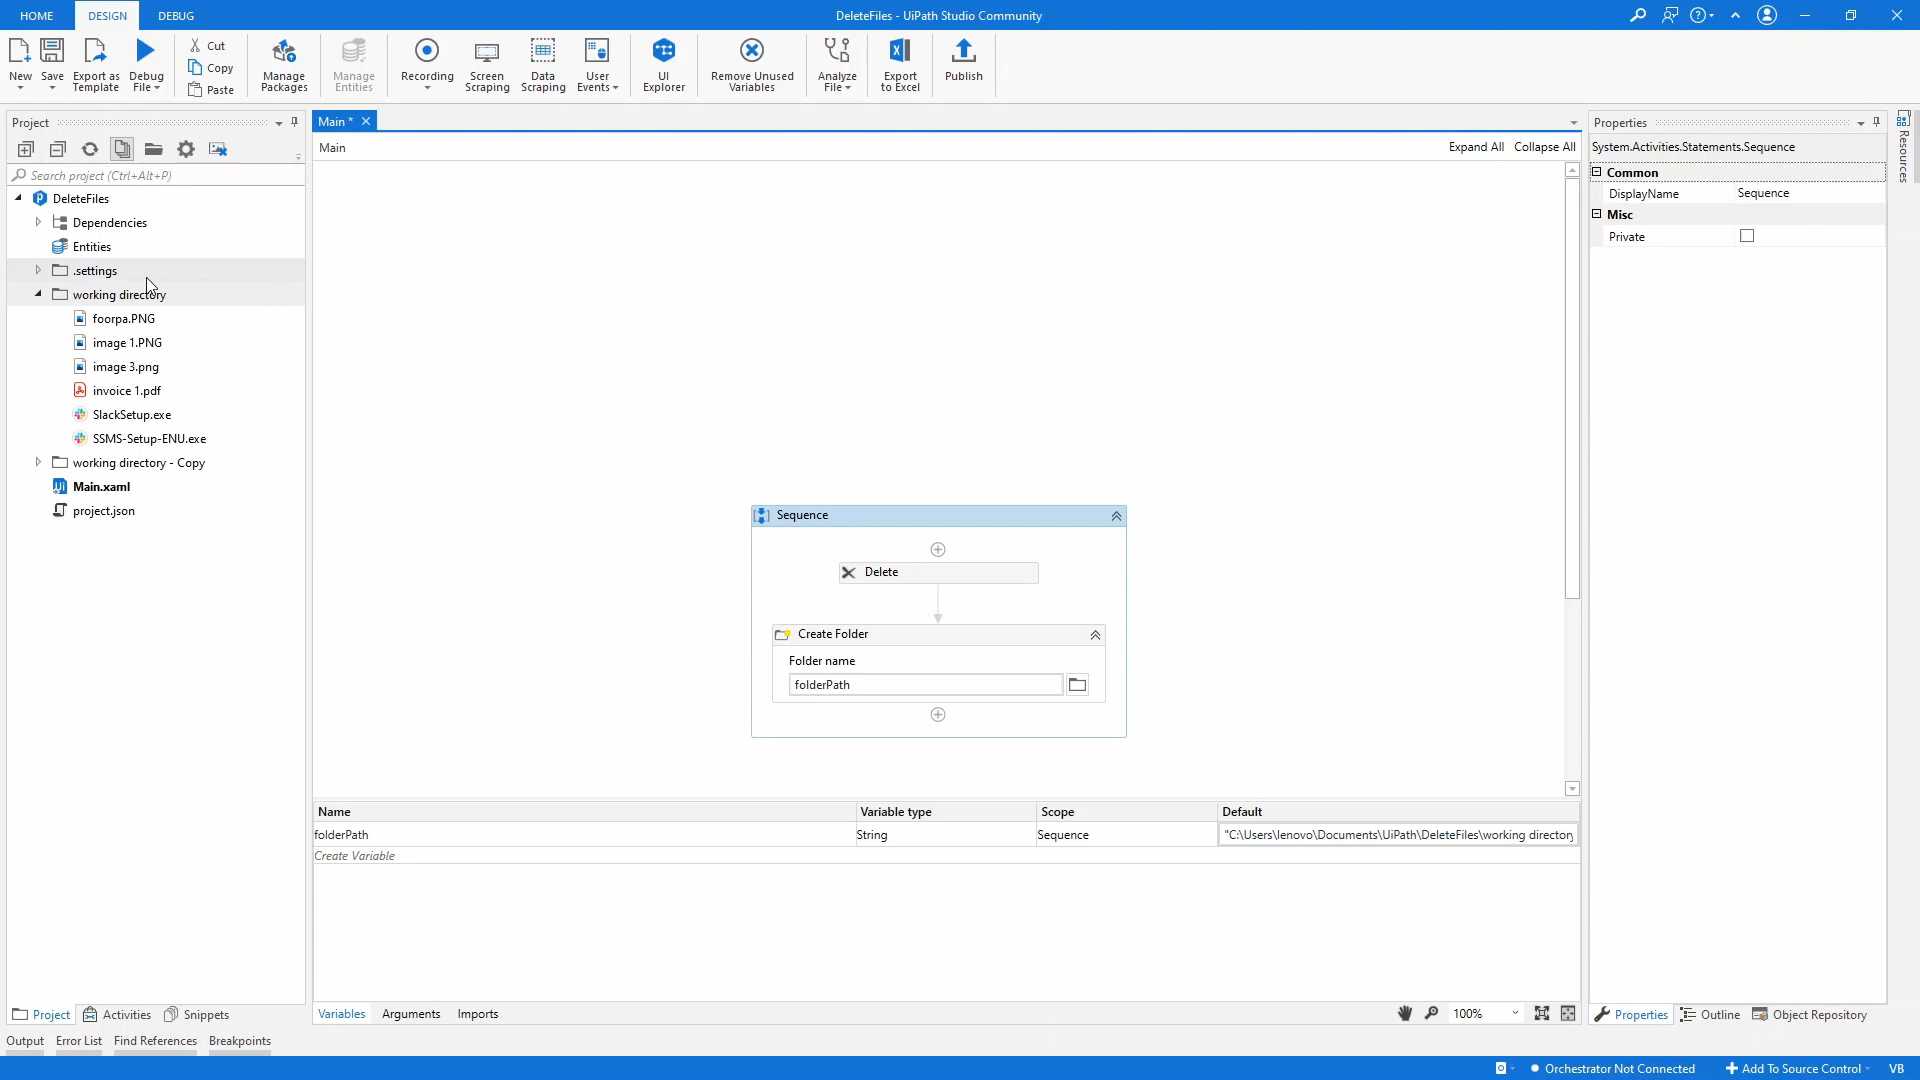 HOME DESIGN DEBUG DeleteFiles - UiPath Studio Community
New Save Export as Template Debug File Cut Copy Paste Manage Packages Manage Entities Recording Screen Scraping Data Scraping User Events UI Explorer Remove Unused Variables Analyze File Export to Excel Publish
Project
Search project (Ctrl+Alt+P)
DeleteFiles
Dependencies
Entities
.settings
working directory
foorpa.PNG
image 1.PNG
image 3.png
invoice 1.pdf
SlackSetup.exe
SSMS-Setup-ENU.exe
working directory - Copy
Main.xaml
project.json
Main *
Main Expand All Collapse All
Sequence
Delete
Create Folder
Folder name
folderPath
Name Variable type Scope Default
folderPath String Sequence "C:\Users\lenovo\Documents\UiPath\DeleteFiles\working directory
Create Variable
Variables Arguments Imports 100%
Properties
System.Activities.Statements.Sequence
Common
DisplayName Sequence
Misc
Private
Resources
Project Activities Snippets
Properties Outline Object Repository
Output Error List Find References Breakpoints
Orchestrator Not Connected Add To Source Control VB